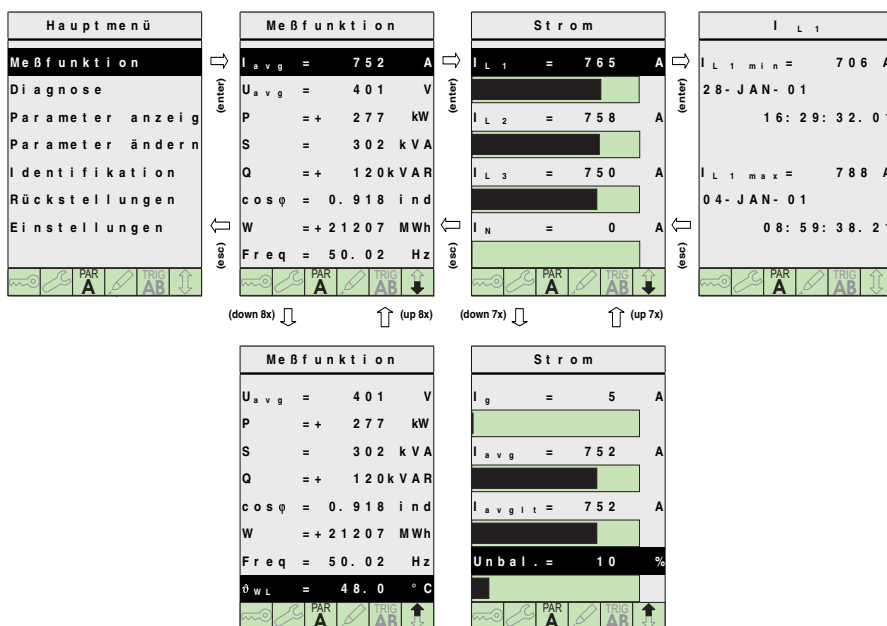 Hauptmenü
Meßfunktion
Diagnose
Parameter anzeig
Parameter ändern
Identifikation
Rückstellungen
Einstellungen
PAR A TRIG AB
(enter)
(esc)
Meßfunktion
Iavg = 752 A
Uavg = 401 V
P =+ 277 kW
S = 302 kVA
Q =+ 120kVAR
cosφ = 0.918 ind
W =+21207 MWh
Freq = 50.02 Hz
PAR A TRIG AB
(enter)
(esc)
Strom
IL1 = 765 A
IL2 = 758 A
IL3 = 750 A
IN = 0 A
PAR A TRIG AB
(enter)
(esc)
IL1
IL1min= 706 A
28-JAN-01
16:29:32.01
IL1max= 788 A
04-JAN-01
08:59:38.21
PAR A TRIG AB
(down 8x) (up 8x)
(down 7x) (up 7x)
Meßfunktion
Uavg = 401 V
P =+ 277 kW
S = 302 kVA
Q =+ 120kVAR
cosφ = 0.918 ind
W =+21207 MWh
Freq = 50.02 Hz
ϑWL = 48.0 °C
PAR A TRIG AB
Strom
Ig = 5 A
Iavg = 752 A
Iavglt= 752 A
Unbal.= 10 %
PAR A TRIG AB